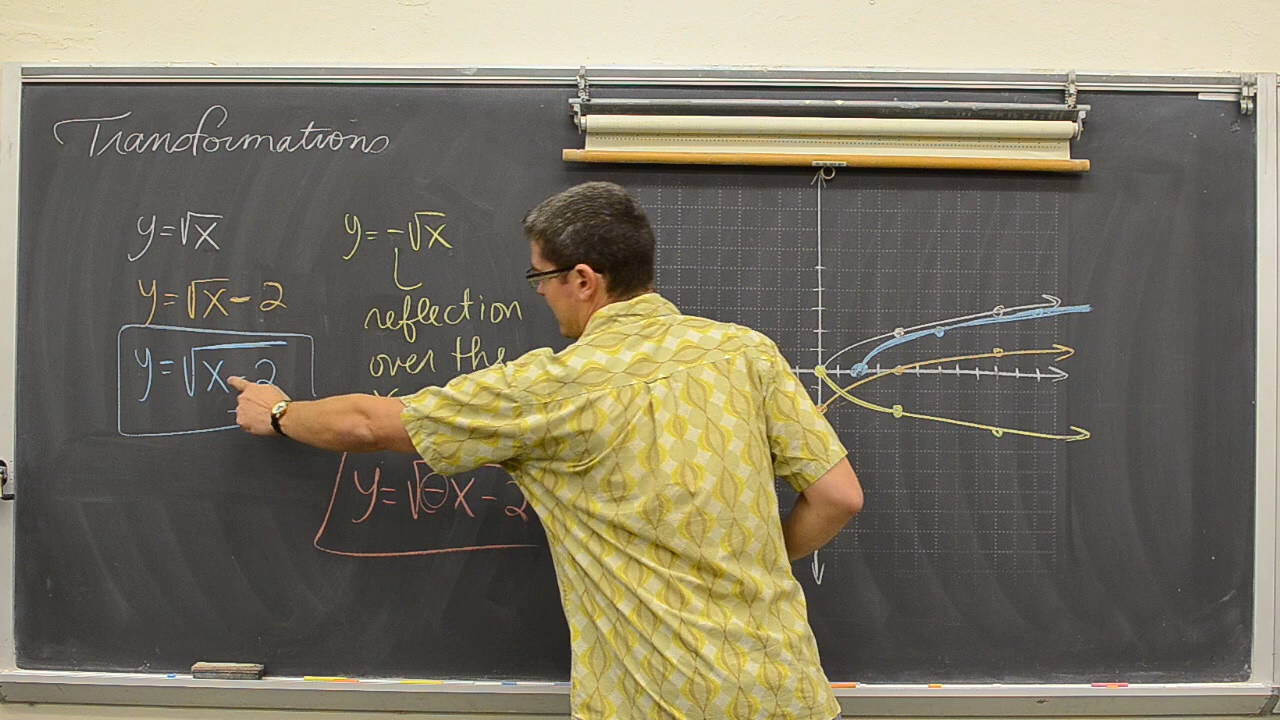 Transformations
y=√x
y=√x - 2
y=√x-2
y= -√x
reflection
over the
y=√-x-2